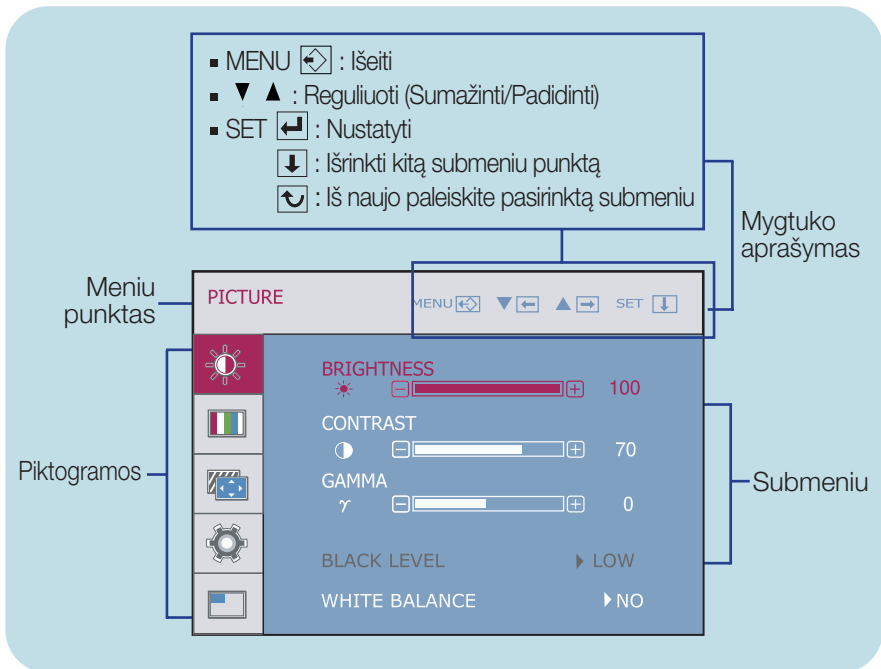 ▪ MENU : Išeiti
▪ ▼ ▲ : Reguliuoti (Sumažinti/Padidinti)
▪ SET : Nustatyti
: Išrinkti kitą submeniu punktą
: Iš naujo paleiskite pasirinktą submeniu
Mygtuko
aprašymas
Meniu
punktas
PICTURE
MENU ▼ ▲ SET
Piktogramos
BRIGHTNESS
100
CONTRAST
70
GAMMA
γ 0
BLACK LEVEL LOW
WHITE BALANCE NO
Submeniu